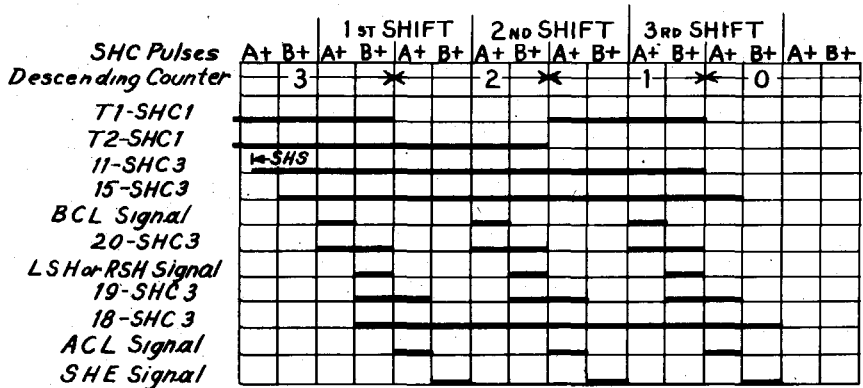 1ST SHIFT 2ND SHIFT 3RD SHIFT
SHC Pulses A+ B+ A+ B+ A+ B+ A+ B+ A+ B+ A+ B+ A+ B+ A+ B+
Descending Counter 3 2 1 0
T1-SHC1
T2-SHC1
SHS
11-SHC3
15-SHC3
BCL Signal
20-SHC3
LSH or RSH Signal
19-SHC3
18-SHC3
ACL Signal
SHE Signal